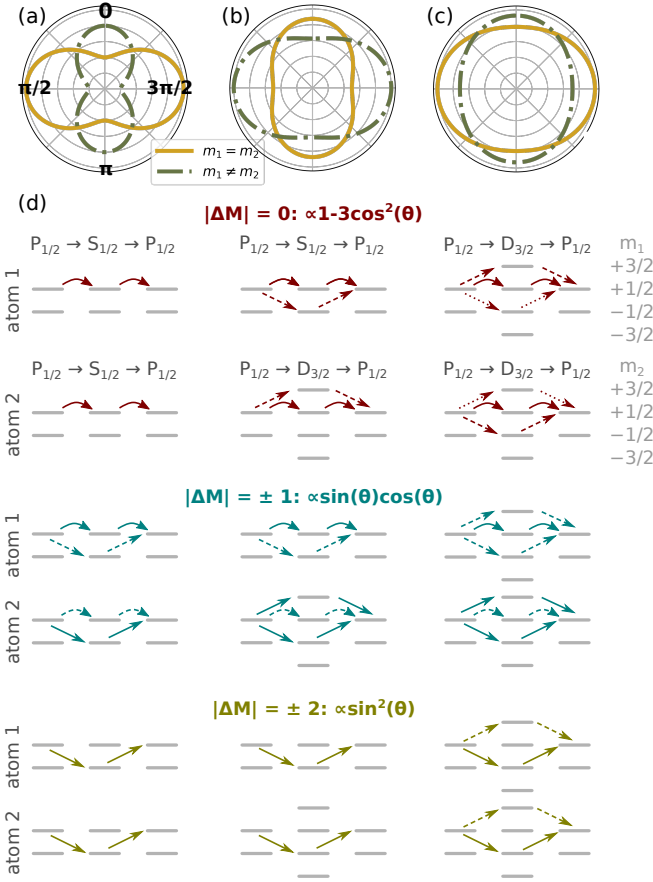 (a) (b) (c)
0
π/2 3π/2
π
m₁ = m₂
m₁ ≠ m₂
(d)
|ΔM| = 0: ∝1-3cos²(θ)
P₁/₂ → S₁/₂ → P₁/₂ P₁/₂ → S₁/₂ → P₁/₂ P₁/₂ → D₃/₂ → P₁/₂ m₁
atom 1
+3/2
+1/2
−1/2
−3/2
P₁/₂ → S₁/₂ → P₁/₂ P₁/₂ → D₃/₂ → P₁/₂ P₁/₂ → D₃/₂ → P₁/₂ m₂
atom 2
+3/2
+1/2
−1/2
−3/2
|ΔM| = ± 1: ∝sin(θ)cos(θ)
atom 1
atom 2
|ΔM| = ± 2: ∝sin²(θ)
atom 1
atom 2